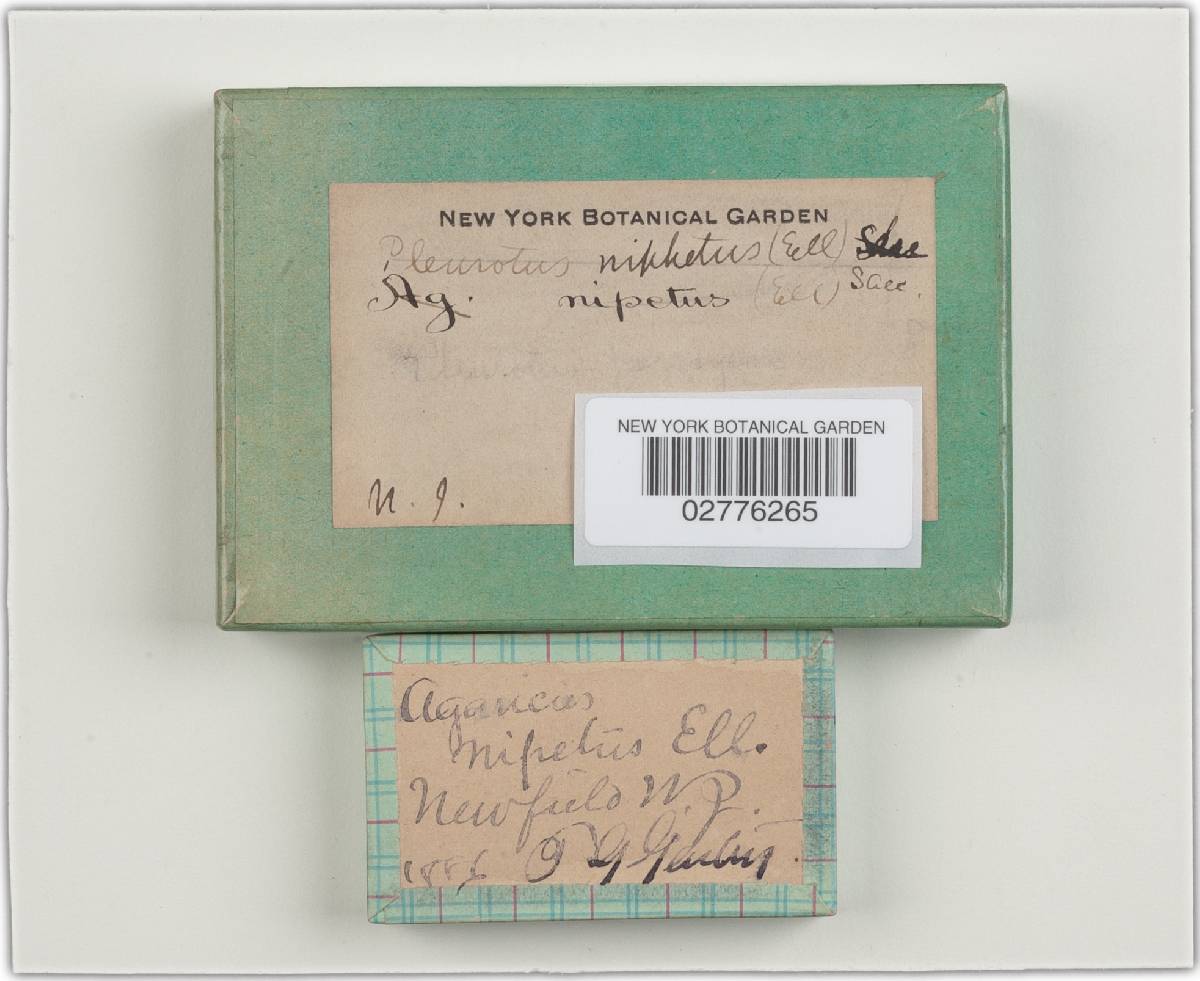 NEW YORK BOTANICAL GARDEN
Pleurotus niphetus (Ell)
Sacc.
Ag. nipetus (Ell)
N. J.
NEW YORK BOTANICAL GARDEN
02776265
Agaricus
nipetus Ell.
Newfield N.